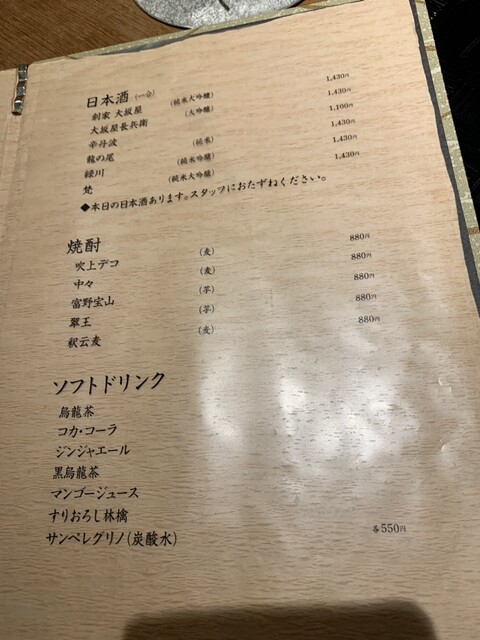 日本酒 (一合)
創家 大坂屋 (純米大吟醸) 1,430円
大坂屋長兵衛 (大吟醸) 1,430円
辛丹波 1,100円
龍の尾 (純米) 1,430円
緑川 (純米吟醸) 1,430円
梵 (純米大吟醸)
◆本日の日本酒あります。スタッフにおたずねください。
焼酎
吹上デコ (麦) 880円
中々 (麦) 880円
富野宝山 (芋) 880円
翠王 (芋) 880円
釈云麦 (麦) 880円
ソフトドリンク
烏龍茶
コカ・コーラ
ジンジャエール
黒烏龍茶
マンゴージュース
すりおろし林檎
サンペレグリノ(炭酸水) 各550円